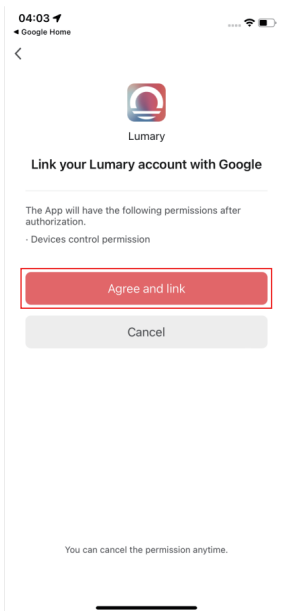 04:03
◀ Google Home
Lumary
Link your Lumary account with Google
The App will have the following permissions after
authorization.
· Devices control permission
Agree and link
Cancel
You can cancel the permission anytime.